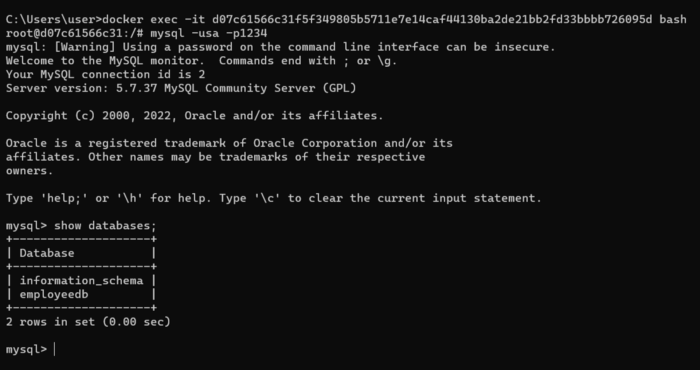 C:\Users\user>docker exec -it d07c61566c31f5f349805b5711e7e14caf44130ba2de21bb2fd33bbbb726095d bash
root@d07c61566c31:/# mysql -usa -p1234
mysql: [Warning] Using a password on the command line interface can be insecure.
Welcome to the MySQL monitor.  Commands end with ; or \g.
Your MySQL connection id is 2
Server version: 5.7.37 MySQL Community Server (GPL)
Copyright (c) 2000, 2022, Oracle and/or its affiliates.
Oracle is a registered trademark of Oracle Corporation and/or its
affiliates. Other names may be trademarks of their respective
owners.
Type 'help;' or '\h' for help. Type '\c' to clear the current input statement.
mysql> show databases;
+--------------------+
| Database           |
+--------------------+
| information_schema |
| employeedb         |
+--------------------+
2 rows in set (0.00 sec)
mysql>